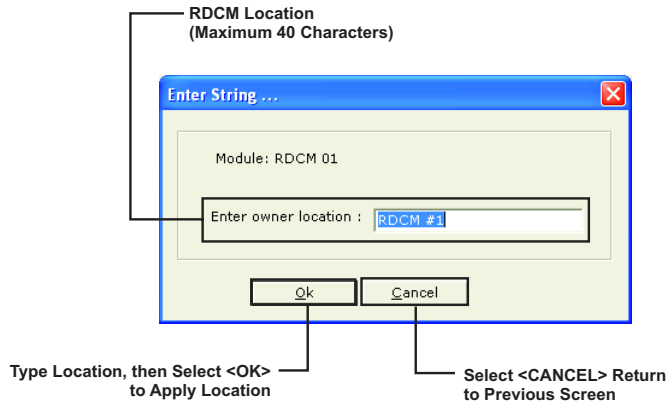 RDCM Location
(Maximum 40 Characters)
Enter String ...
Module: RDCM 01
Enter owner location :
RDCM #1
Ok
Cancel
Type Location, then Select <OK>
to Apply Location
Select <CANCEL> Return
to Previous Screen